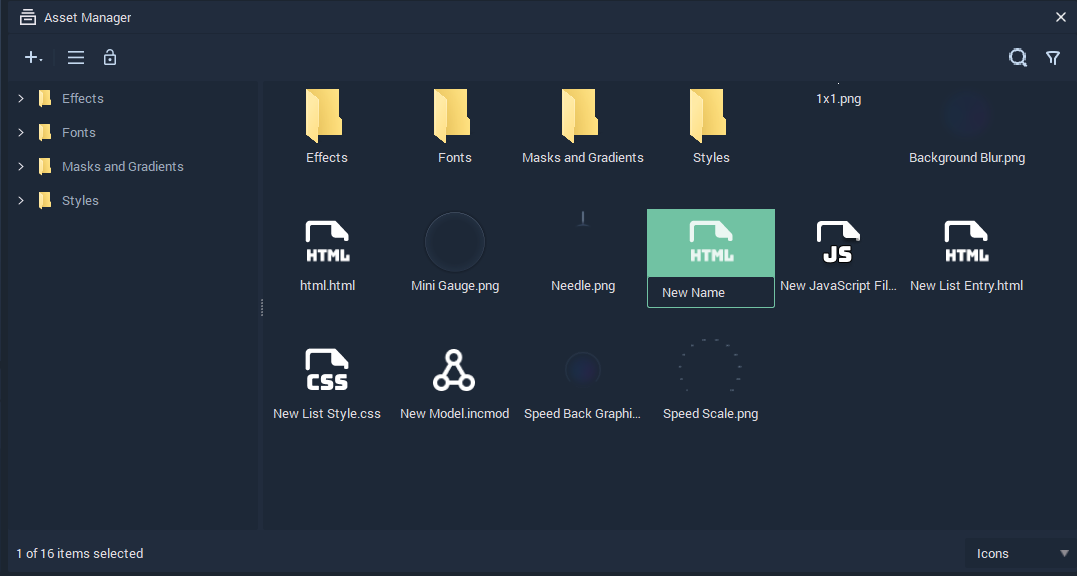 Asset Manager
Effects
Fonts
Masks and Gradients
Styles
Effects
Fonts
Masks and Gradients
Styles
1x1.png
Background Blur.png
HTML
html.html
Mini Gauge.png
Needle.png
HTML
New Name
JS
New JavaScript Fil...
HTML
New List Entry.html
CSS
New List Style.css
New Model.incmod
Speed Back Graphi...
Speed Scale.png
1 of 16 items selected
Icons